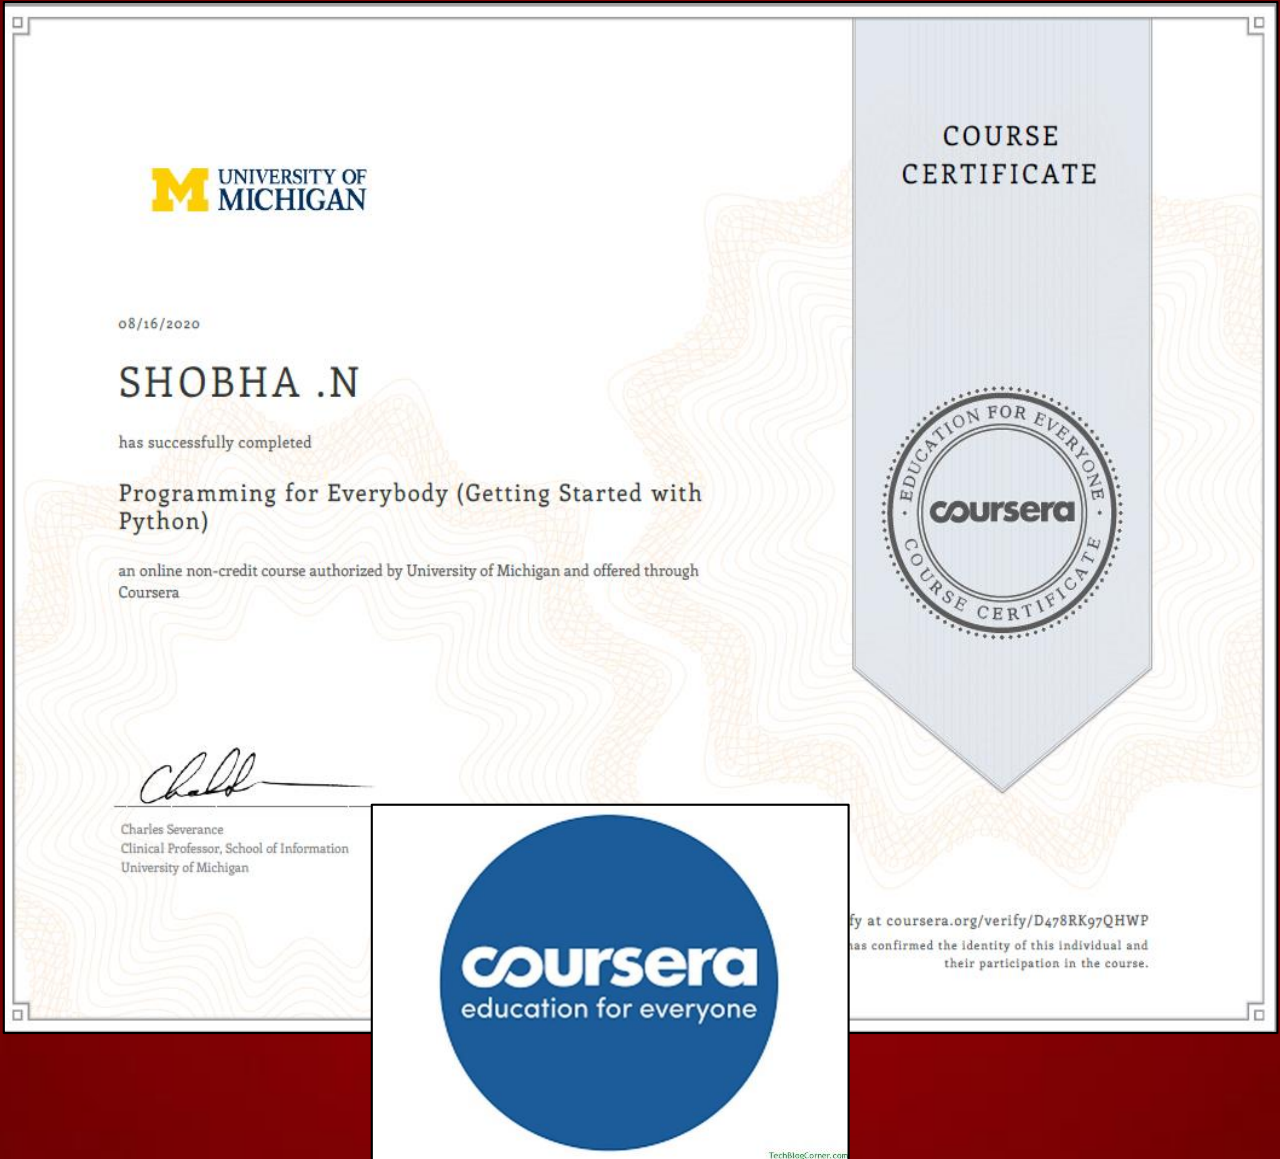 UNIVERSITY OF
MICHIGAN
COURSE
CERTIFICATE
08/16/2020
SHOBHA .N
has successfully completed
Programming for Everybody (Getting Started with
Python)
an online non-credit course authorized by University of Michigan and offered through
Coursera
EDUCATION FOR EVERYONE
coursera
COURSE CERTIFICATE
Charles Severance
Clinical Professor, School of Information
University of Michigan
fy at coursera.org/verify/D478RK97QHWP
has confirmed the identity of this individual and
their participation in the course.
coursera
education for everyone
TechBlogCorner.com